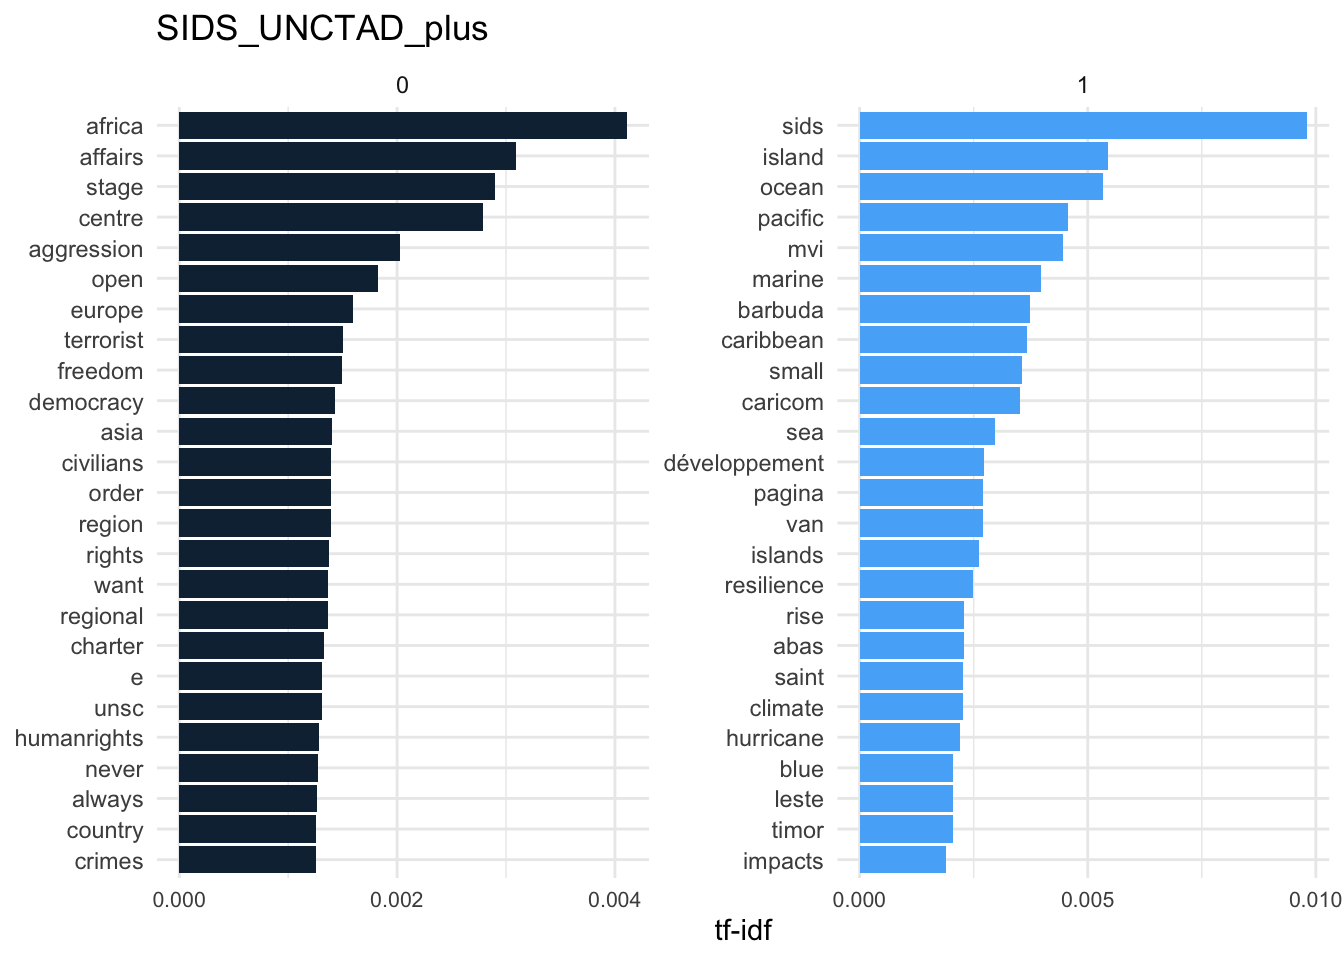 SIDS_UNCTAD_plus
0
africa
affairs
stage
centre
aggression
open
europe
terrorist
freedom
democracy
asia
civilians
order
region
rights
want
regional
charter
e
unsc
humanrights
never
always
country
crimes
0.000 0.002 0.004
1
sids
island
ocean
pacific
mvi
marine
barbuda
caribbean
small
caricom
sea
développement
pagina
van
islands
resilience
rise
abas
saint
climate
hurricane
blue
leste
timor
impacts
0.000 0.005 0.010
tf-idf